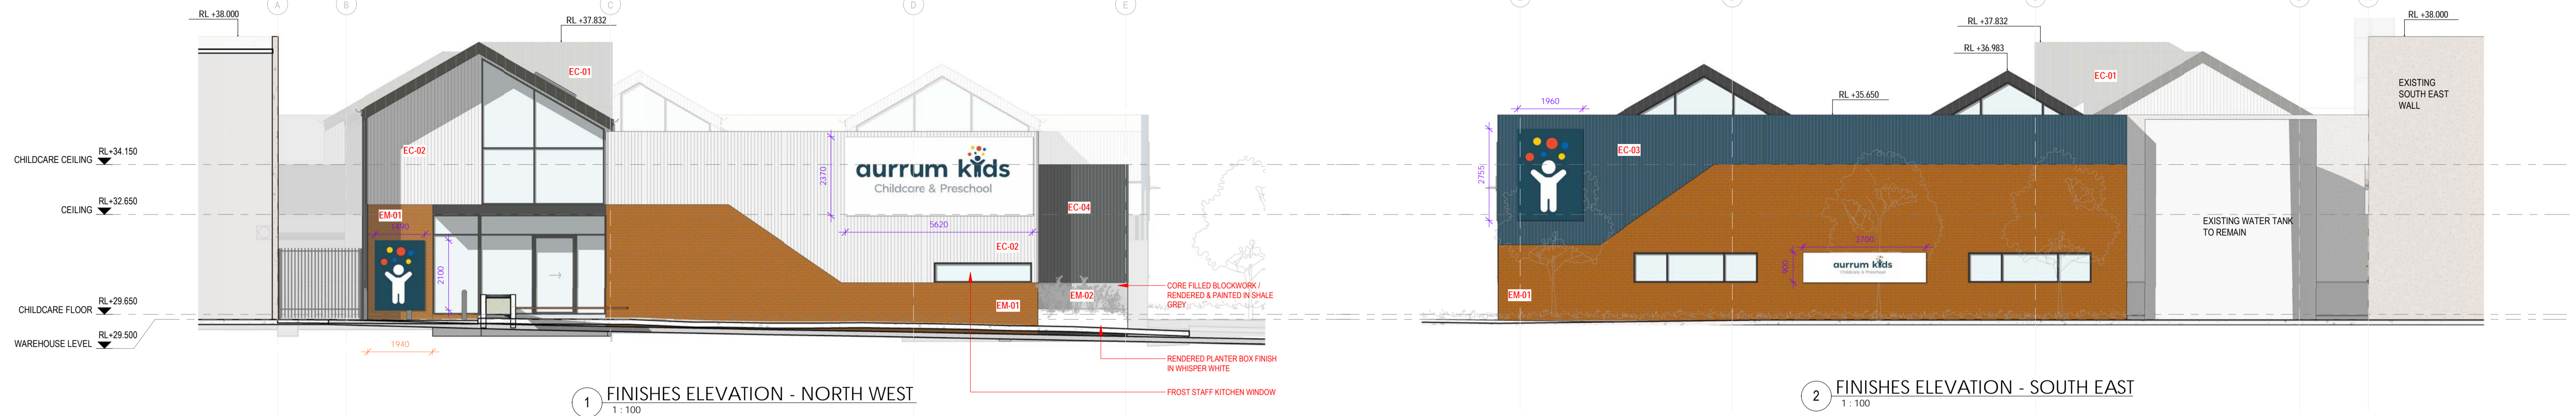 A
B
C
D
E
RL +38.000
RL +37.832
EC-01
EC-02
CHILDCARE CEILING
RL+34.150
CEILING
RL+32.650
CHILDCARE FLOOR
RL+29.650
WAREHOUSE LEVEL
RL+29.500
EM-01
1490
2100
1940
2370
aurrum kids
Childcare & Preschool
5620
EC-04
EC-02
EM-02
EM-01
CORE FILLED BLOCKWORK /
RENDERED & PAINTED IN SHALE
GREY
RENDERED PLANTER BOX FINISH
IN WHISPER WHITE
FROST STAFF KITCHEN WINDOW
1
FINISHES ELEVATION - NORTH WEST
1 : 100
RL +37.832
RL +38.000
RL +36.983
EC-01
RL +35.650
1960
2755
EC-03
EXISTING
SOUTH EAST
WALL
EXISTING WATER TANK
TO REMAIN
3700
900
aurrum kids
Childcare & Preschool
EM-01
2
FINISHES ELEVATION - SOUTH EAST
1 : 100